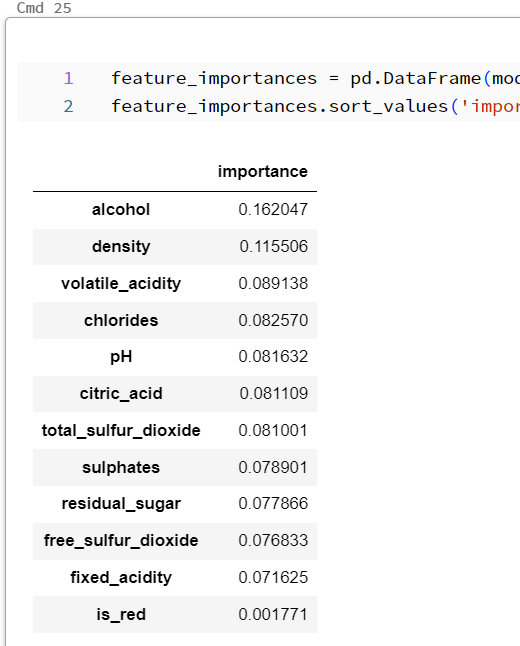 Cmd 25
1 feature_importances = pd.DataFrame(mod
2 feature_importances.sort_values('impor
importance
alcohol 0.162047
density 0.115506
volatile_acidity 0.089138
chlorides 0.082570
pH 0.081632
citric_acid 0.081109
total_sulfur_dioxide 0.081001
sulphates 0.078901
residual_sugar 0.077866
free_sulfur_dioxide 0.076833
fixed_acidity 0.071625
is_red 0.001771